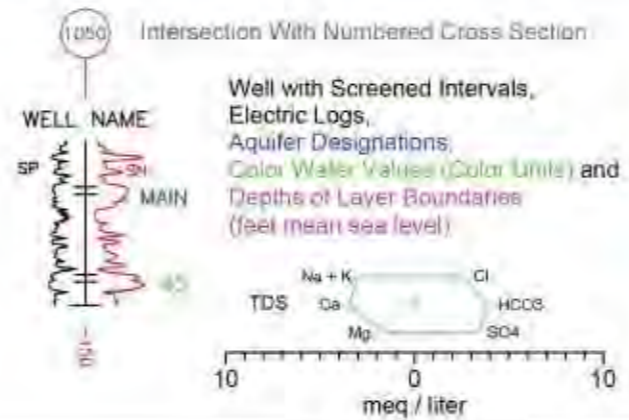 1050 Intersection With Numbered Cross Section
Well with Screened Intervals,
Electric Logs,
Aquifer Designations,
Color Water Values (Color Units) and
Depths of Layer Boundaries
(feet mean sea level)
WELL NAME
SP
SN
MAIN
45
Na + K Cl
TDS Ca HCO3
Mg SO4
10 0 10
meq / liter